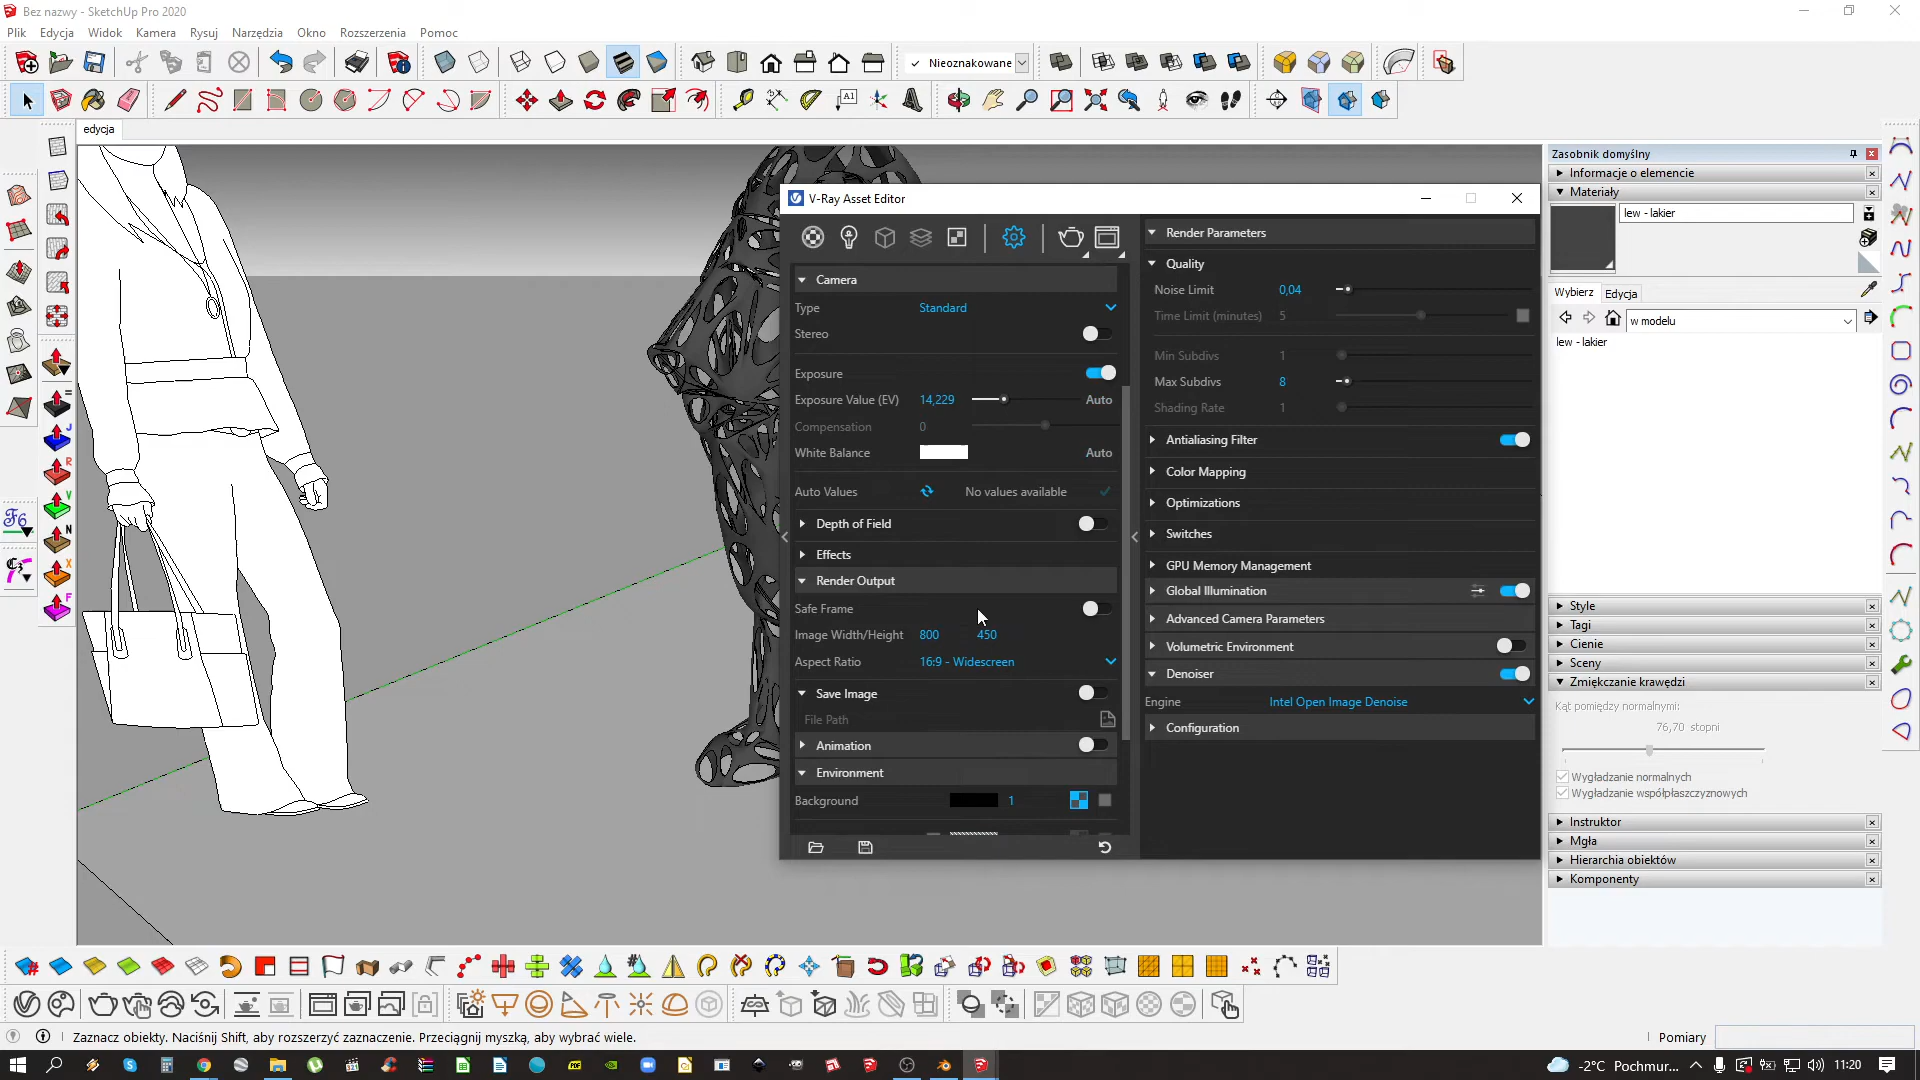 Bez nazwy - SketchUp Pro 2020
Plik Edycja Widok Kamera Rysuj Narzędzia Okno Rozszerzenia Pomoc
Nieoznakowane
A1
edycja
V-Ray Asset Editor
Camera
Type Standard
Stereo
Exposure
Exposure Value (EV) 14,229 Auto
Compensation 0
White Balance Auto
Auto Values No values available
Depth of Field
Effects
Render Output
Safe Frame
Image Width/Height 800 450
Aspect Ratio 16:9 - Widescreen
Save Image
File Path
Animation
Environment
Background 1
Render Parameters
Quality
Noise Limit 0,04
Time Limit (minutes) 5
Min Subdivs 1
Max Subdivs 8
Shading Rate 1
Antialiasing Filter
Color Mapping
Optimizations
Switches
GPU Memory Management
Global Illumination
Advanced Camera Parameters
Volumetric Environment
Denoiser
Engine Intel Open Image Denoise
Configuration
Zasobnik domyślny
Informacje o elemencie
Materiały
lew - lakier
Wybierz Edycja
w modelu
lew - lakier
Style
Tagi
Cienie
Sceny
Zmiękczanie krawędzi
Kąt pomiędzy normalnymi:
76,70 stopni
Wygładzanie normalnych
Wygładzanie współpłaszczyznowych
Instruktor
Mgła
Hierarchia obiektów
Komponenty
Zaznacz obiekty. Naciśnij Shift, aby rozszerzyć zaznaczenie. Przeciągnij myszką, aby wybrać wiele.
Pomiary
-2°C Pochmur... 11:20